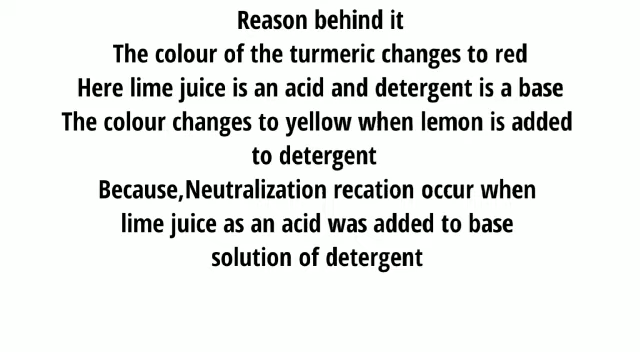 Reason behind it
The colour of the turmeric changes to red
Here lime juice is an acid and detergent is a base
The colour changes to yellow when lemon is added
to detergent
Because,Neutralization recation occur when
lime juice as an acid was added to base
solution of detergent